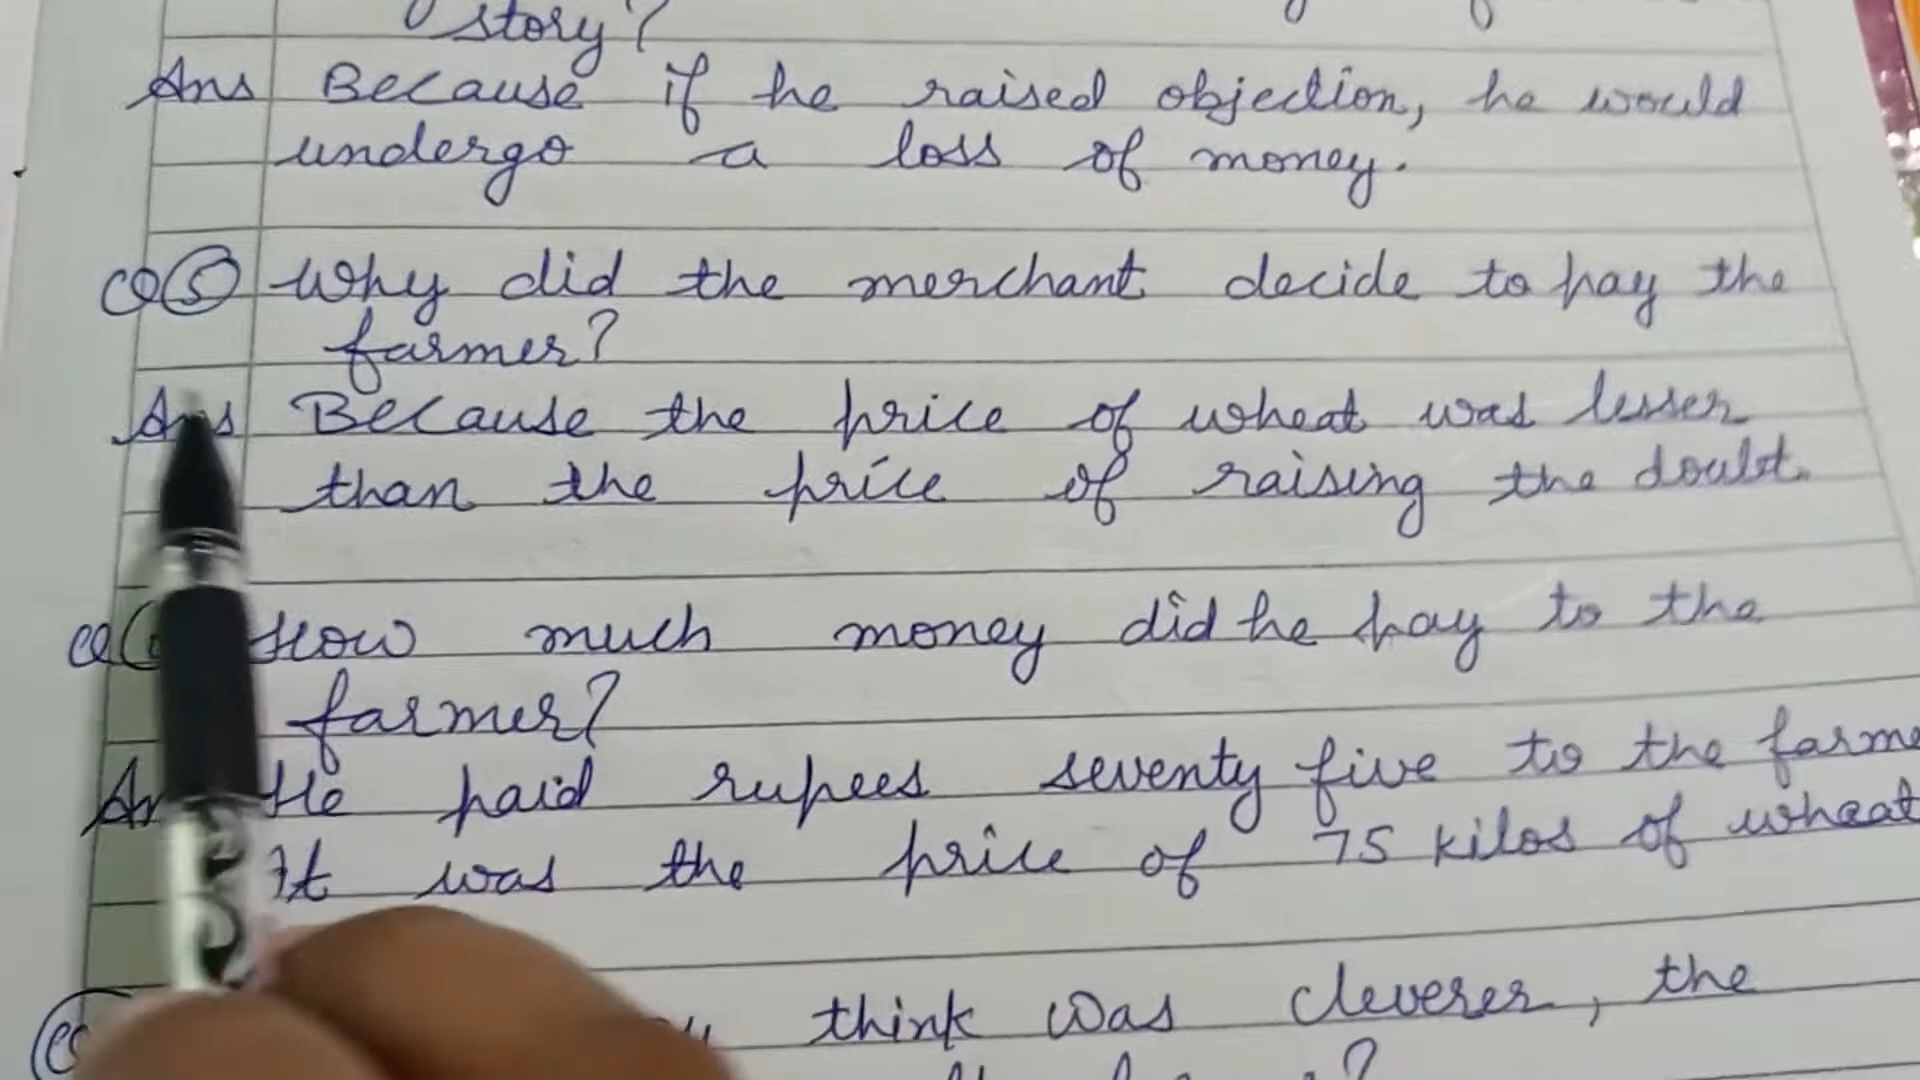 story?
Ans Because if he raised objection, he would
undergo a loss of money.
Q5 Why did the merchant decide to pay the
farmer?
Ans Because the price of wheat was lesser
than the price of raising the doubt.
Q How much money did he pay to the
farmer?
He paid rupees seventy five to the
It was the price of 75 kilos of wheat
think was cleverer, the